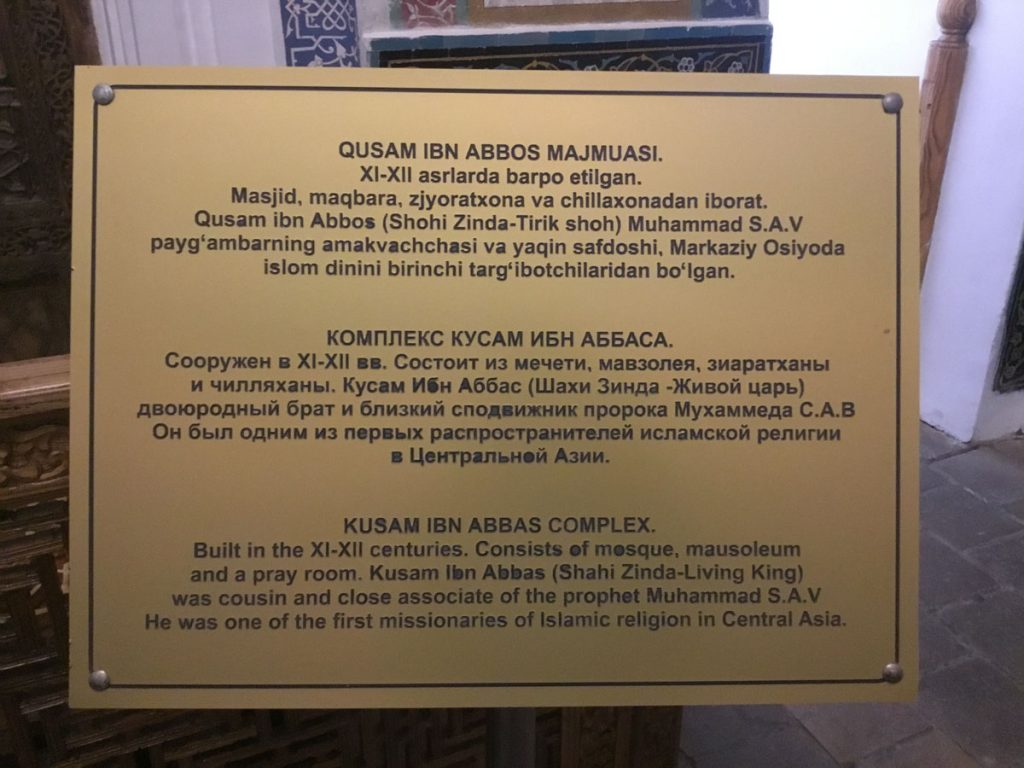 QUSAM IBN ABBOS MAJMUASI.
XI-XII asrlarda barpo etilgan.
Masjid, maqbara, zjyoratxona va chillaxonadan iborat.
Qusam ibn Abbos (Shohi Zinda-Tirik shoh) Muhammad S.A.V
payg‘ambarning amakvachchasi va yaqin safdoshi, Markaziy Osiyoda
islom dinini birinchi targ‘ibotchilaridan bo‘lgan.
КОМПЛЕКС КУСАМ ИБН АББАСА.
Сооружен в XI-XII вв. Состоит из мечети, мавзолея, зиаратханы
и чилляханы. Кусам Ибн Аббас (Шахи Зинда -Живой царь)
двоюродный брат и близкий сподвижник пророка Мухаммеда С.А.В
Он был одним из первых распространителей исламской религии
в Центральной Азии.
KUSAM IBN ABBAS COMPLEX.
Built in the XI-XII centuries. Consists of mosque, mausoleum
and a pray room. Kusam Ibn Abbas (Shahi Zinda-Living King)
was cousin and close associate of the prophet Muhammad S.A.V
He was one of the first missionaries of Islamic religion in Central Asia.